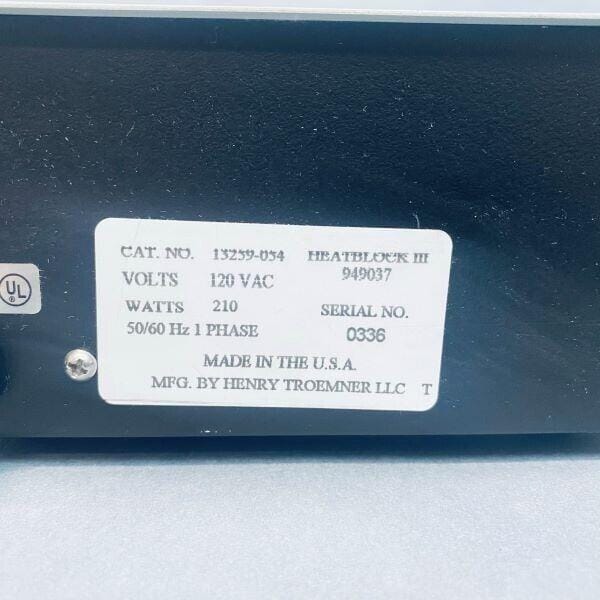 CAT. NO. 13259-034 HEATBLOCK III
VOLTS 120 VAC 949037
WATTS 210 SERIAL NO.
50/60 Hz 1 PHASE 0336
MADE IN THE U.S.A.
MFG. BY HENRY TROEMNER LLC T
UL
®